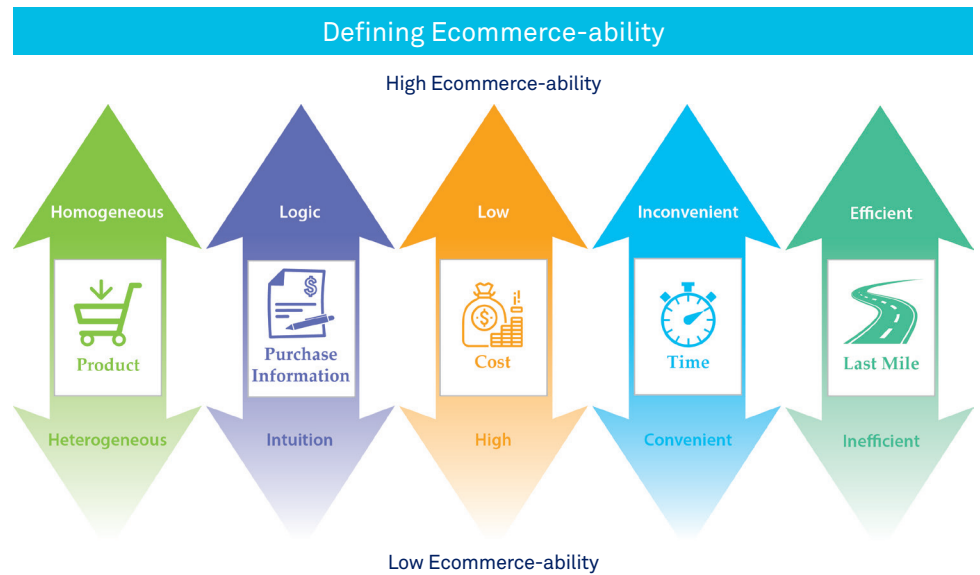 Defining Ecommerce-ability
High Ecommerce-ability
Homogeneous
Logic
Low
Inconvenient
Efficient
$
$
Product
Purchase
Information
Cost
Time
Last Mile
Heterogeneous
Intuition
High
Convenient
Inefficient
Low Ecommerce-ability